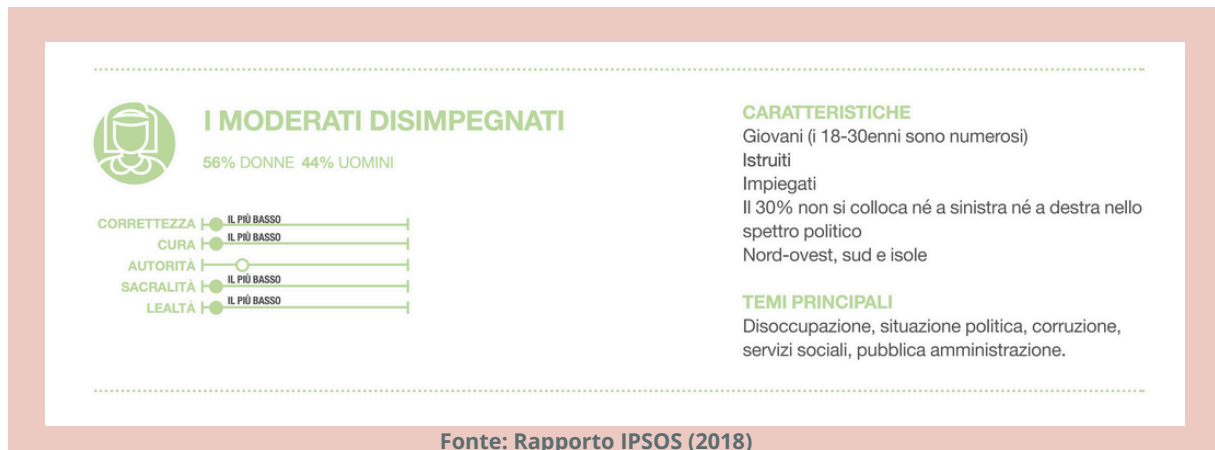 I MODERATI DISIMPEGNATI
56% DONNE 44% UOMINI
CORRETTEZZA IL PIÙ BASSO
CURA IL PIÙ BASSO
AUTORITÀ
SACRALITÀ IL PIÙ BASSO
LEALTÀ IL PIÙ BASSO
CARATTERISTICHE
Giovani (i 18-30enni sono numerosi)
Istruiti
Impiegati
Il 30% non si colloca né a sinistra né a destra nello
spettro politico
Nord-ovest, sud e isole
TEMI PRINCIPALI
Disoccupazione, situazione politica, corruzione,
servizi sociali, pubblica amministrazione.
Fonte: Rapporto IPSOS (2018)